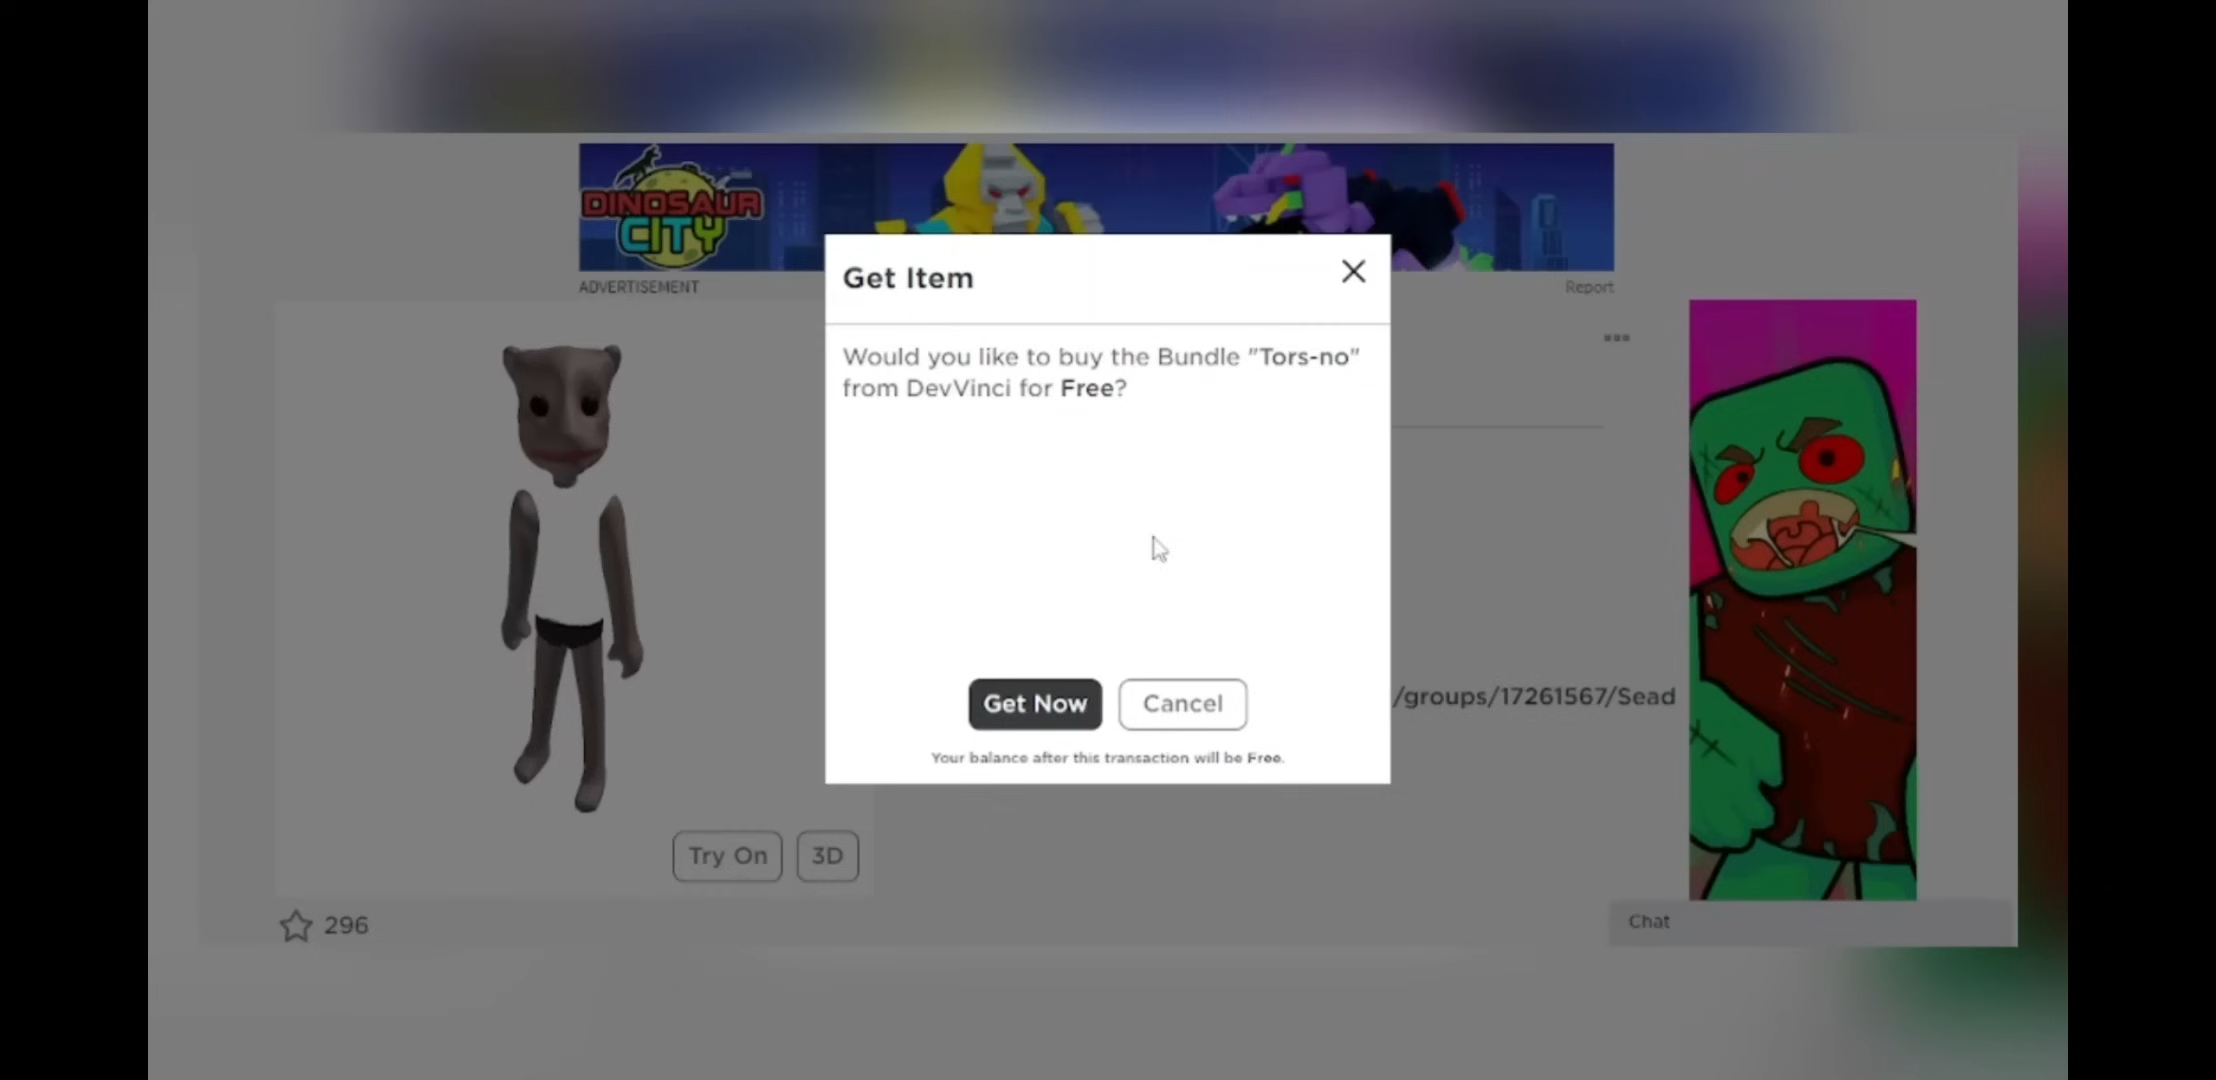 DINOSAUR
CITY
ADVERTISEMENT
Report
Get Item
Would you like to buy the Bundle "Tors-no"
from DevVinci for Free?
/groups/17261567/Sead
Get Now
Cancel
Your balance after this transaction will be Free.
Try On
3D
296
Chat